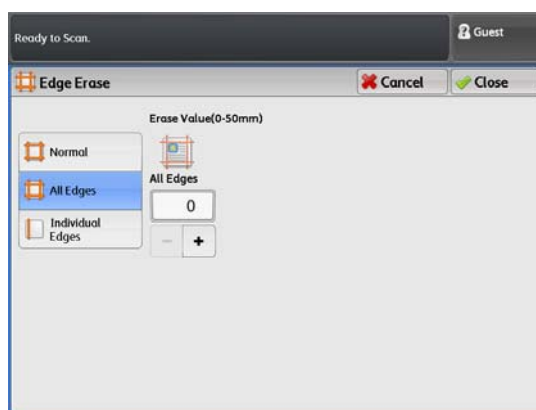 Ready to Scan.
Guest
Edge Erase
Cancel
Close
Erase Value(0-50mm)
Normal
All Edges
Individual
Edges
All Edges
0
- +